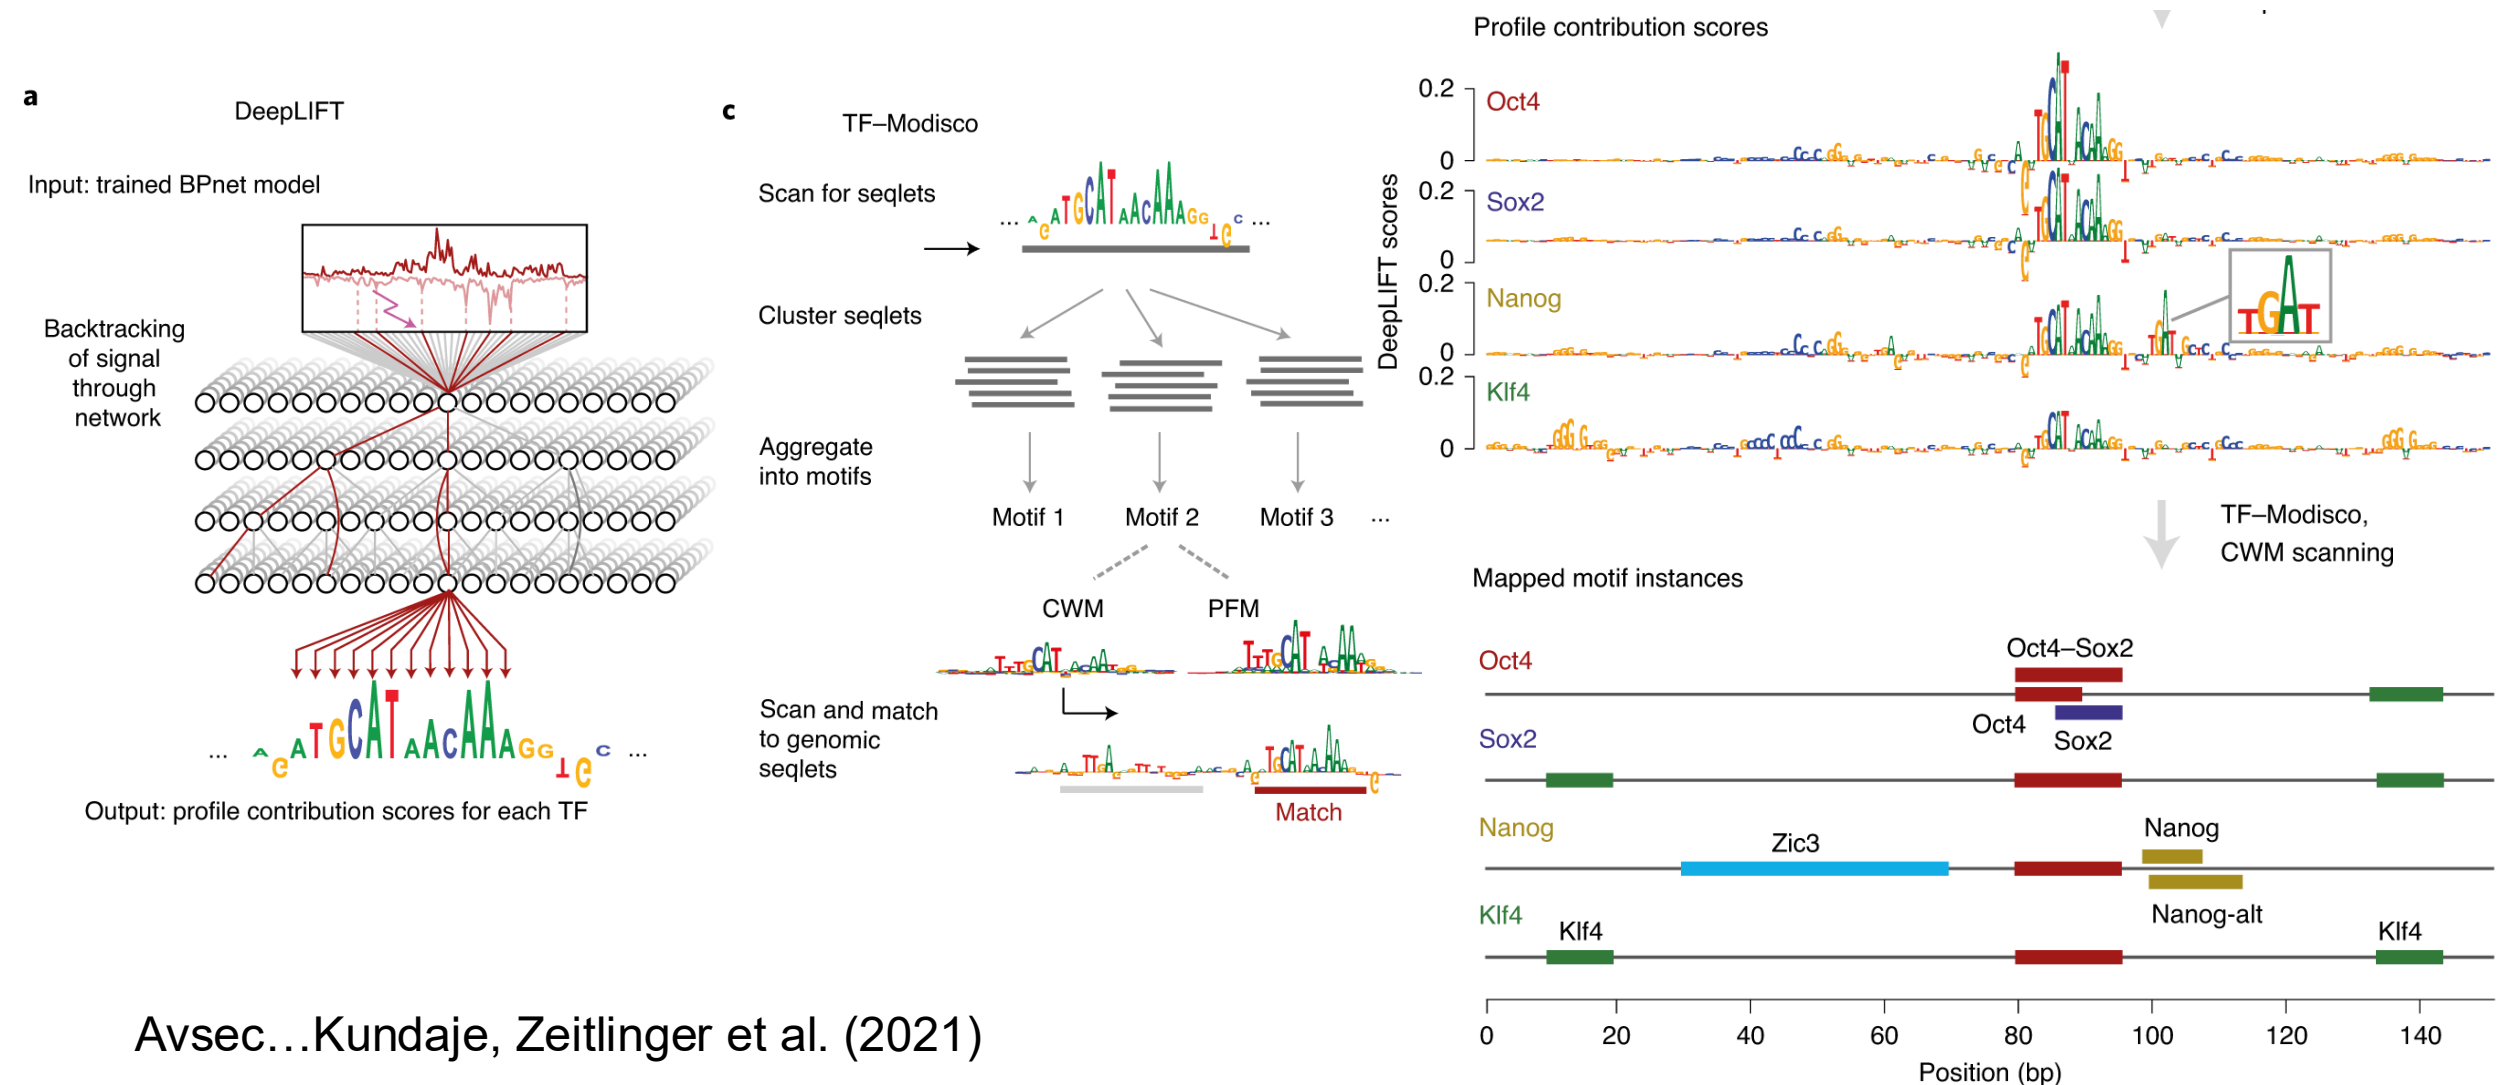 a
DeepLIFT
Input: trained BPnet model
Backtracking
of signal
through
network
... A G A T G C A T A A C A A A G G T G C ...
Output: profile contribution scores for each TF
c
TF–Modisco
Scan for seqlets
... A G A T G C A T A A C A A A G G T G C ...
Cluster seqlets
Aggregate
into motifs
Motif 1
Motif 2
Motif 3
...
CWM
PFM
Scan and match
to genomic
seqlets
Match
Profile contribution scores
DeepLIFT scores
0.2
0
Oct4
0.2
0
Sox2
0.2
0
Nanog
TGAT
0.2
0
Klf4
TF–Modisco,
CWM scanning
Mapped motif instances
Oct4
Oct4–Sox2
Oct4
Sox2
Sox2
Nanog
Zic3
Nanog
Nanog-alt
Klf4
Klf4
Klf4
0 20 40 60 80 100 120 140
Position (bp)
Avsec…Kundaje, Zeitlinger et al. (2021)